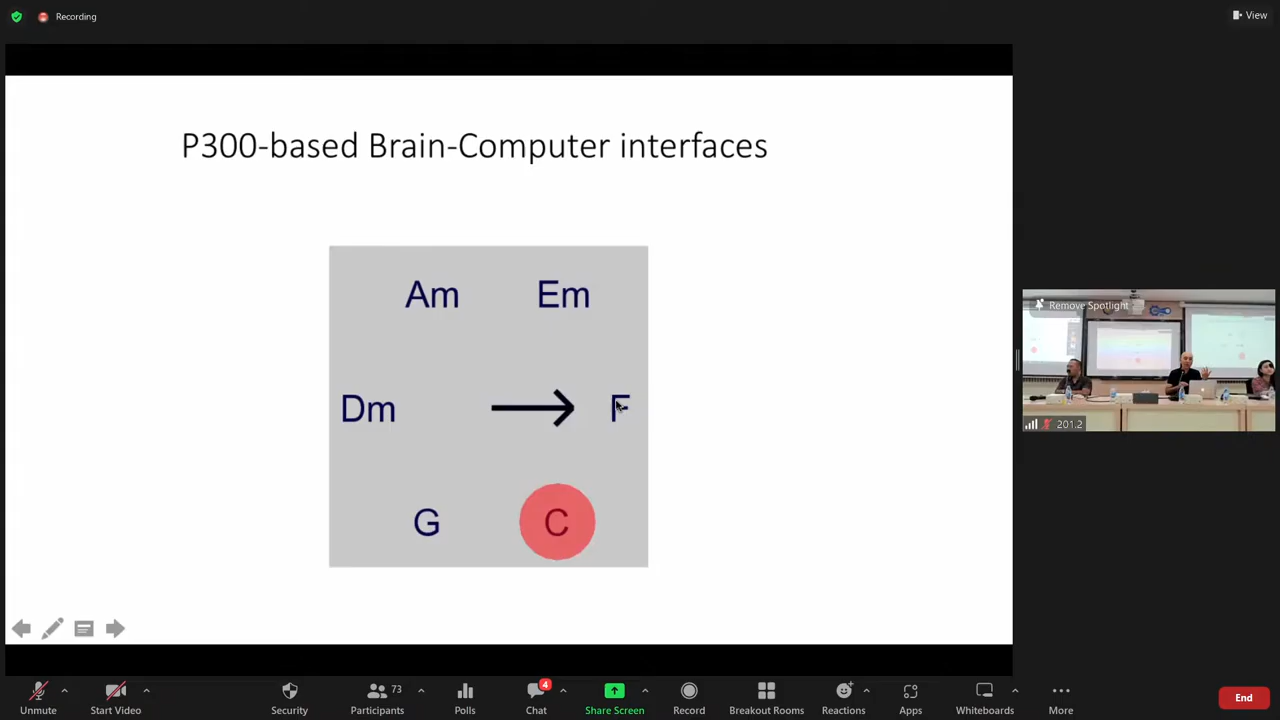 Recording
View
P300-based Brain-Computer interfaces
Am Em
Dm F
G C
Remove Spotlight
201.2
Unmute
Start Video
Security
Participants 73
Polls
Chat 4
Share Screen
Record
Breakout Rooms
Reactions
Apps
Whiteboards
More
End